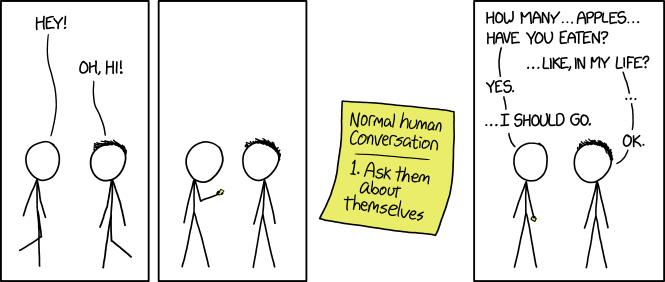 HEY!
OH, HI!
Normal human
Conversation
1. Ask them
about
themselves
HOW MANY...APPLES...
HAVE YOU EATEN?
...LIKE, IN MY LIFE?
YES.
...
...I SHOULD GO.
OK.